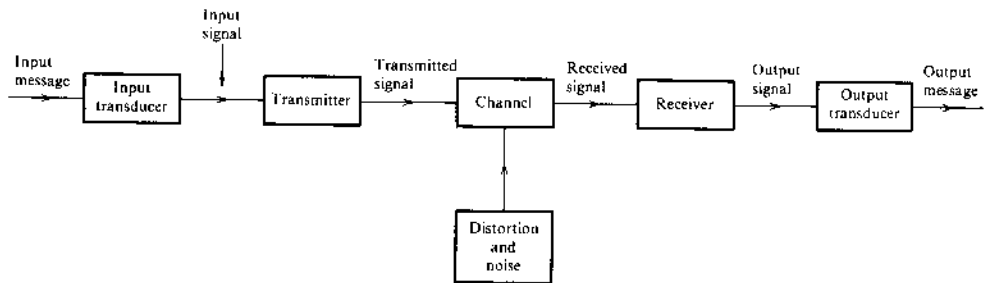 Input
signal
Input
message
Input
transducer
Transmitter
Transmitted
signal
Channel
Received
signal
Receiver
Output
signal
Output
transducer
Output
message
Distortion and
noise